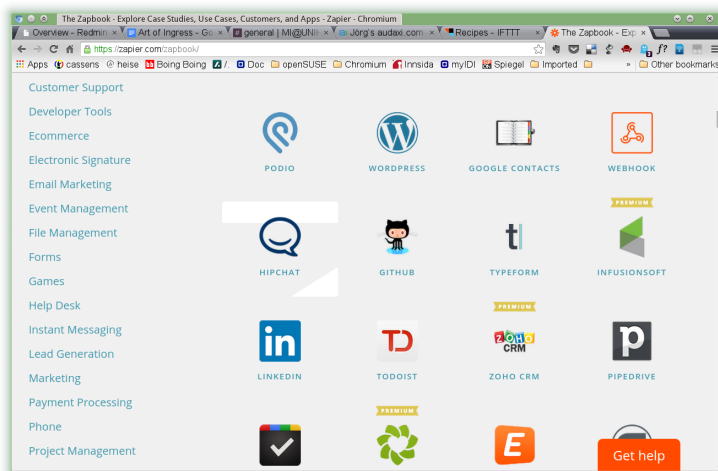 The Zapbook - Explore Case Studies, Use Cases, Customers, and Apps - Zapier - Chromium
Overview - Redmin
Art of Ingress - Go
general | MI@UNIH
Jörg's audaxi.com
Recipes - IFTTT
The Zapbook - Exp
https://zapier.com/zapbook/
Apps
cassens
heise
Boing Boing
/.
Doc
openSUSE
Chromium
Innsida
myIDI
Spiegel
Imported
»
Other bookmarks
Customer Support
Developer Tools
Ecommerce
Electronic Signature
Email Marketing
Event Management
File Management
Forms
Games
Help Desk
Instant Messaging
Lead Generation
Marketing
Payment Processing
Phone
Project Management
PODIO
WORDPRESS
GOOGLE CONTACTS
WEBHOOK
PREMIUM
HIPCHAT
GITHUB
TYPEFORM
INFUSIONSOFT
PREMIUM
in
ZOHO
CRM
LINKEDIN
TODOIST
ZOHO CRM
PIPEDRIVE
PREMIUM
Get help